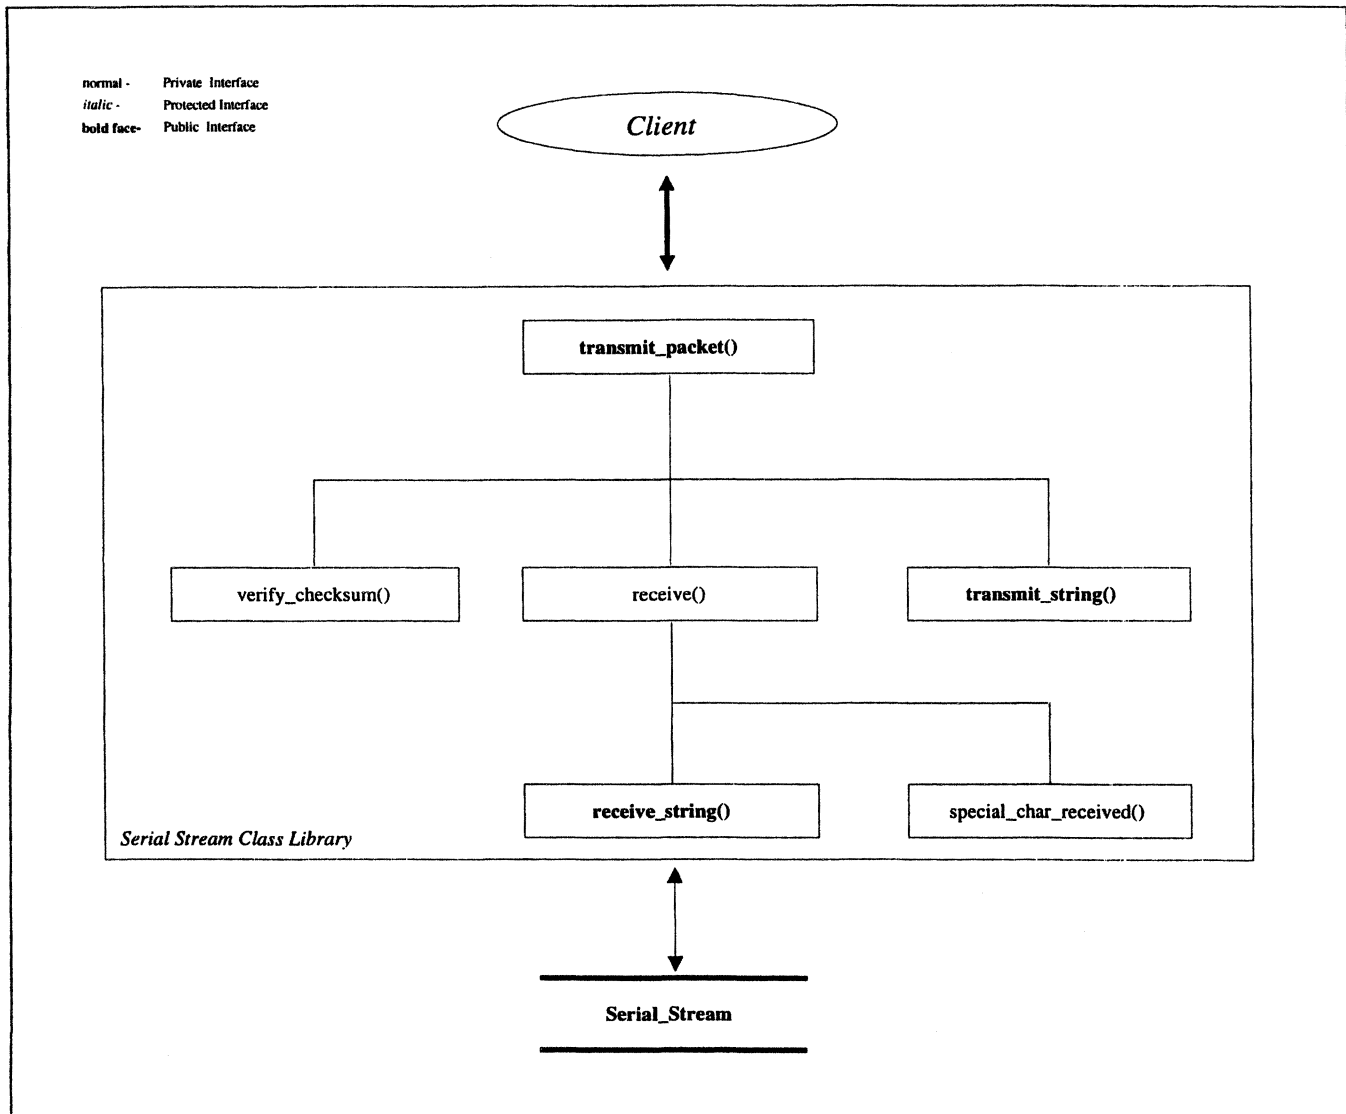 normal - Private Interface
italic - Protected Interface
bold face- Public Interface
Client
transmit_packet()
verify_checksum()
receive()
transmit_string()
receive_string()
special_char_received()
Serial Stream Class Library
Serial_Stream